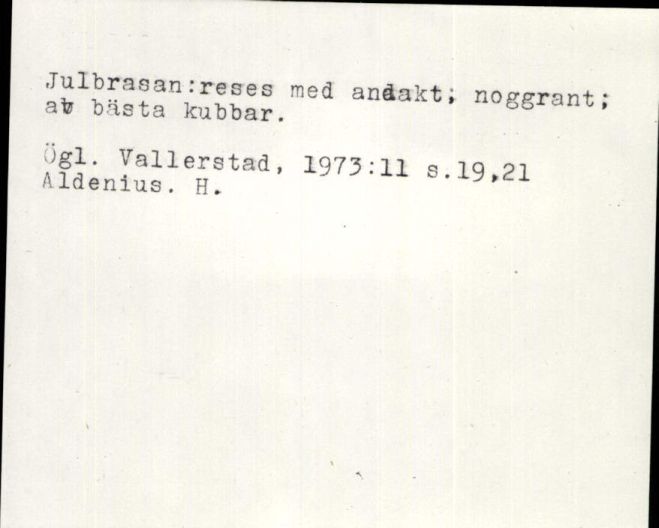 Julbrasan:reses med andakt; noggrant;
av bästa kubbar.
Ögl. Vallerstad, 1973:11 s.19,21
Aldenius. H.